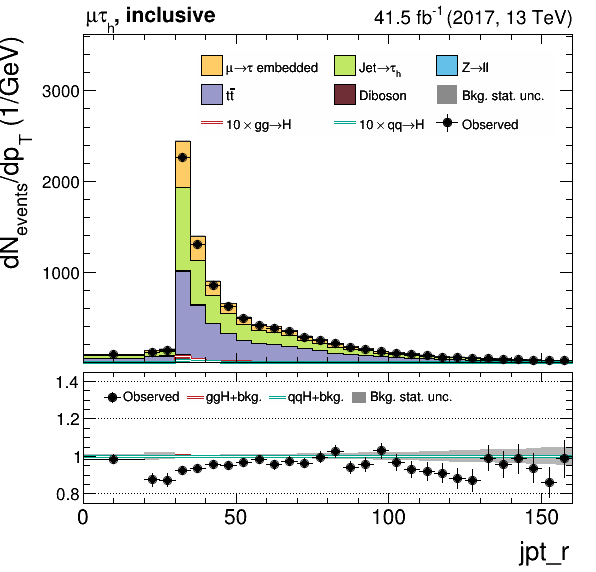 μτh, inclusive 41.5 fb-1 (2017, 13 TeV)
dNevents/dpT (1/GeV)
3000
2000
1000
μ→τ embedded Jet→τh Z→ll
tt̄ Diboson Bkg. stat. unc.
10 × gg→H 10 × qq→H Observed
1.4
1.2
1
0.8
Observed ggH+bkg. qqH+bkg. Bkg. stat. unc.
0 50 100 150
jpt_r